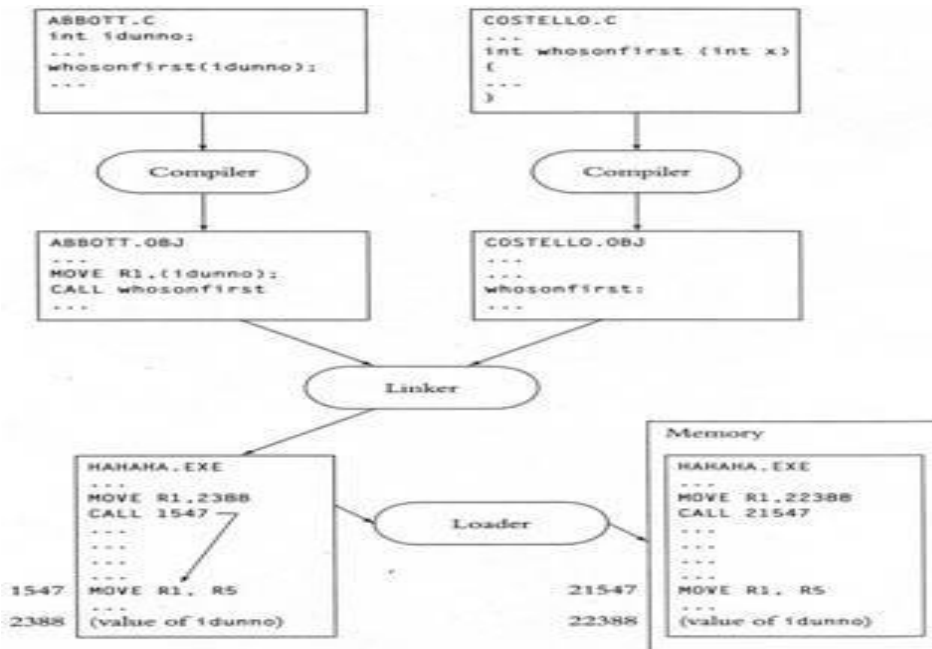 ABBOTT.C
int idunno;
...
whosonfirst(idunno);
...
COSTELLO.C
...
int whosonfirst (int x)
{
...
}
Compiler
Compiler
ABBOTT.OBJ
...
MOVE R1,(idunno);
CALL whosonfirst
...
COSTELLO.OBJ
...
...
whosonfirst:
...
Linker
HAHAHA.EXE
...
MOVE R1,2388
CALL 1547
...
...
...
...
1547 MOVE R1, R5
...
2388 (value of idunno)
Loader
Memory
HAHAHA.EXE
...
MOVE R1,22388
CALL 21547
...
...
...
...
21547 MOVE R1, R5
...
22388 (value of idunno)